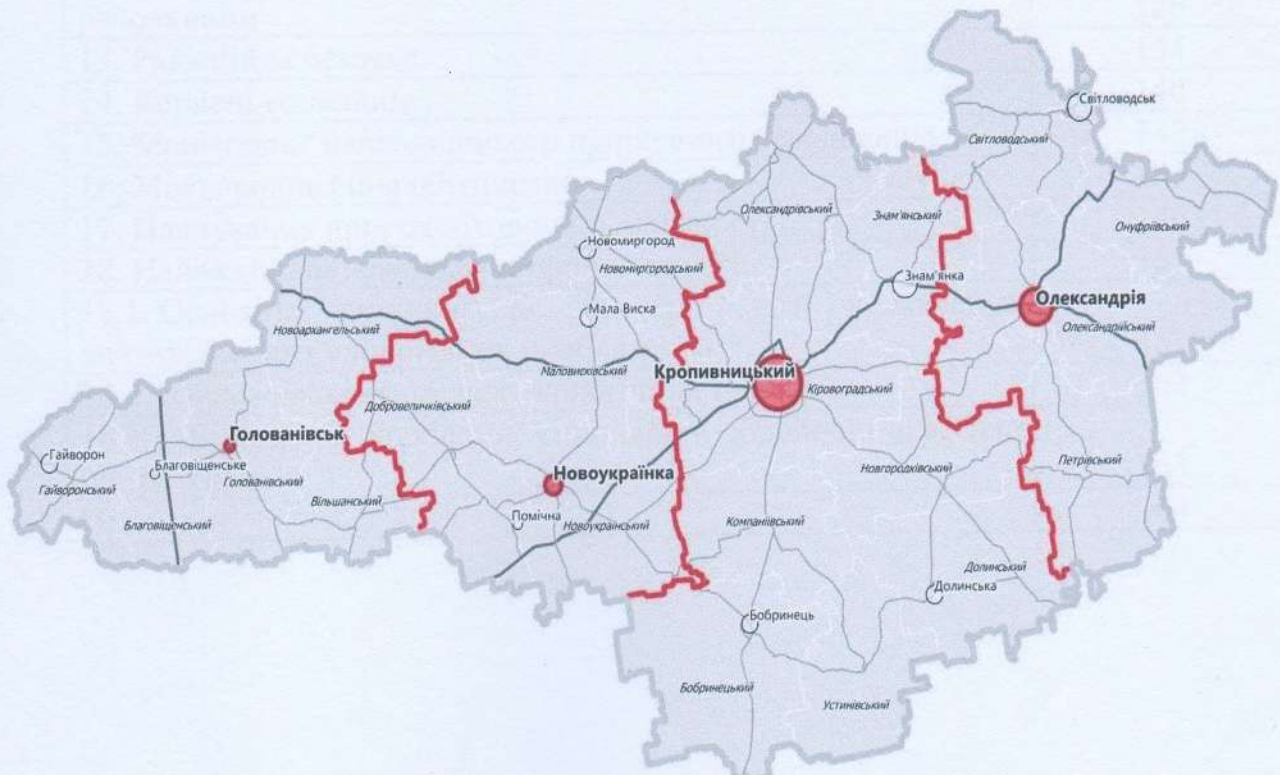 Світловодськ
Світловодський
Олександрівський
Знам'янський
Онуфріївський
Новомиргород
Новомиргородський
Знам'янка
Олександрія
Мала Виска
Новоархангельський
Олександрійський
Маловисківський
Кропивницький
Кіровоградський
Добровеличківський
Голованівськ
Гайворон
Благовіщенське
Новоукраїнка
Новгородківський
Петрівський
Гайворонський
Голованівський
Вільшанський
Помічна
Благовіщенський
Новоукраїнський
Компаніївський
Долинський
Долинська
Бобринець
Бобринецький
Устинівський